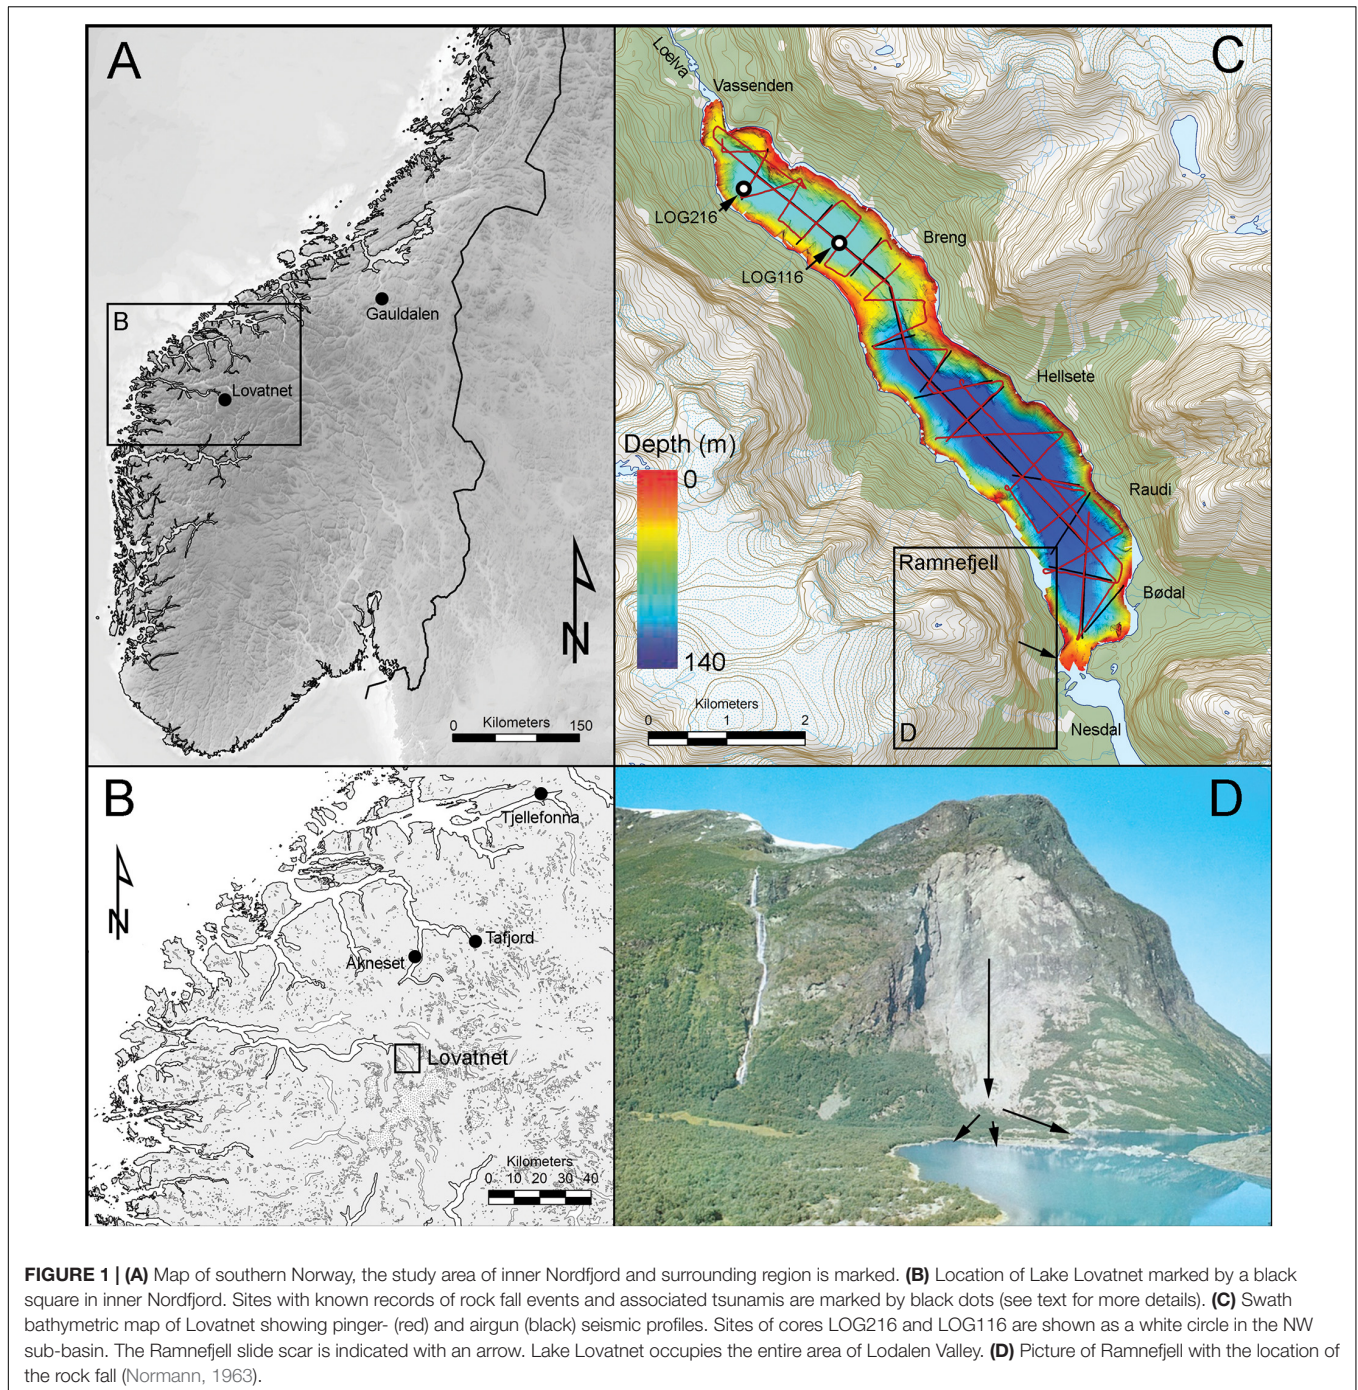 A
B
Gauldalen
Lovatnet
N
Kilometers
0 150
C
Loelva
Vassenden
LOG216
LOG116
Breng
Hellsete
Depth (m)
0
140
Raudi
Ramnefjell
Bødal
Kilometers
0 1 2
D
Nesdal
B
Tjellefonna
N
Tafjord
Åkneset
Lovatnet
Kilometers
0 10 20 30 40
D
FIGURE 1 | (A) Map of southern Norway, the study area of inner Nordfjord and surrounding region is marked. (B) Location of Lake Lovatnet marked by a black
square in inner Nordfjord. Sites with known records of rock fall events and associated tsunamis are marked by black dots (see text for more details). (C) Swath
bathymetric map of Lovatnet showing pinger- (red) and airgun (black) seismic profiles. Sites of cores LOG216 and LOG116 are shown as a white circle in the NW
sub-basin. The Ramnefjell slide scar is indicated with an arrow. Lake Lovatnet occupies the entire area of Lodalen Valley. (D) Picture of Ramnefjell with the location of
the rock fall (Normann, 1963).